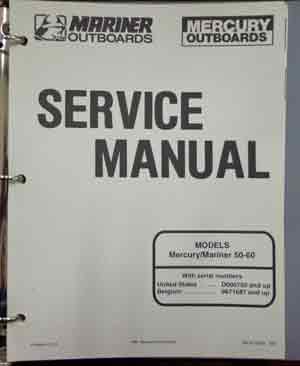 MARINER
OUTBOARDS
MERCURY
OUTBOARDS
SERVICE
MANUAL
MODELS
Mercury/Mariner 50-60
With serial numbers
United States ..... D000750 and up
Belgium ............ 9671687 and up